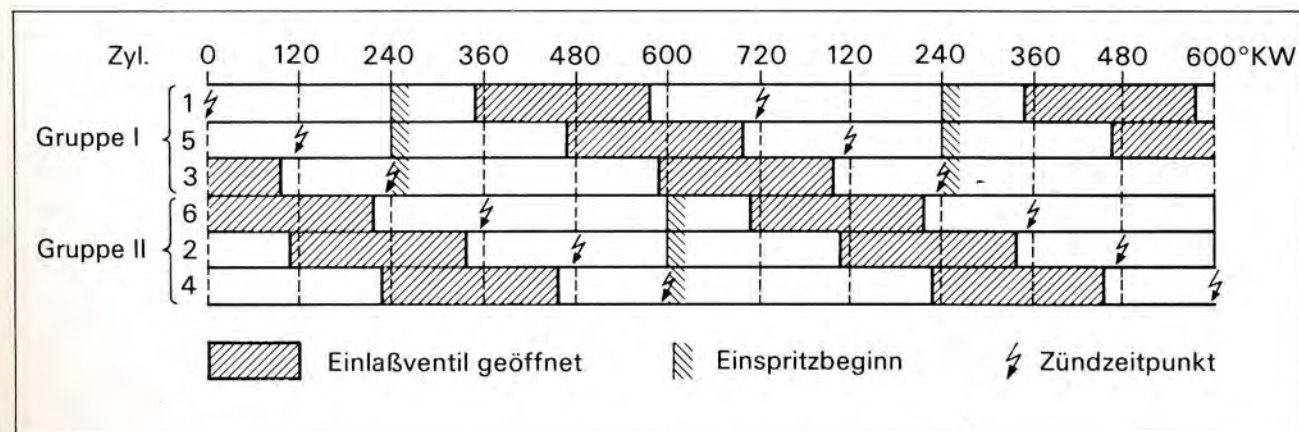 Zyl. 0 120 240 360 480 600 720 120 240 360 480 600°KW
1
Gruppe I 5
3
6
Gruppe II 2
4
Einlaßventil geöffnet Einspritzbeginn Zündzeitpunkt